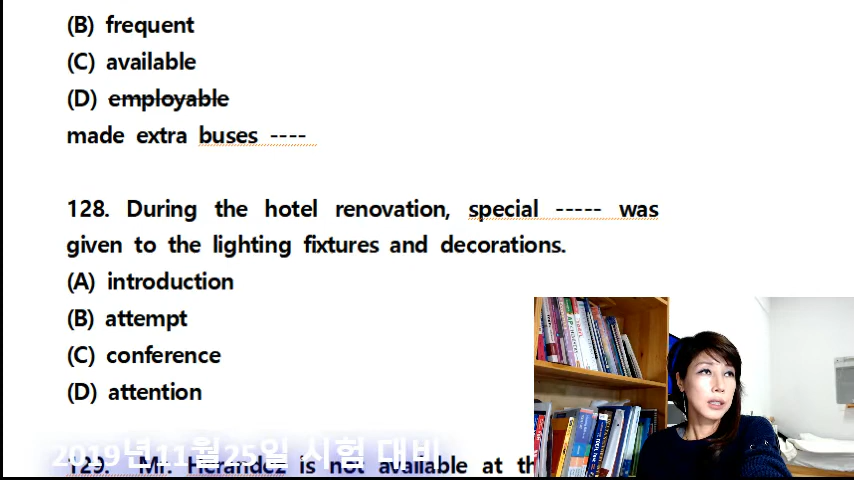 (B) frequent
(C) available
(D) employable
made extra buses ----
128. During the hotel renovation, special ----- was
given to the lighting fixtures and decorations.
(A) introduction
(B) attempt
(C) conference
(D) attention
2019년11월25일 시험 대비
129. Mr. Herandez is not available at th